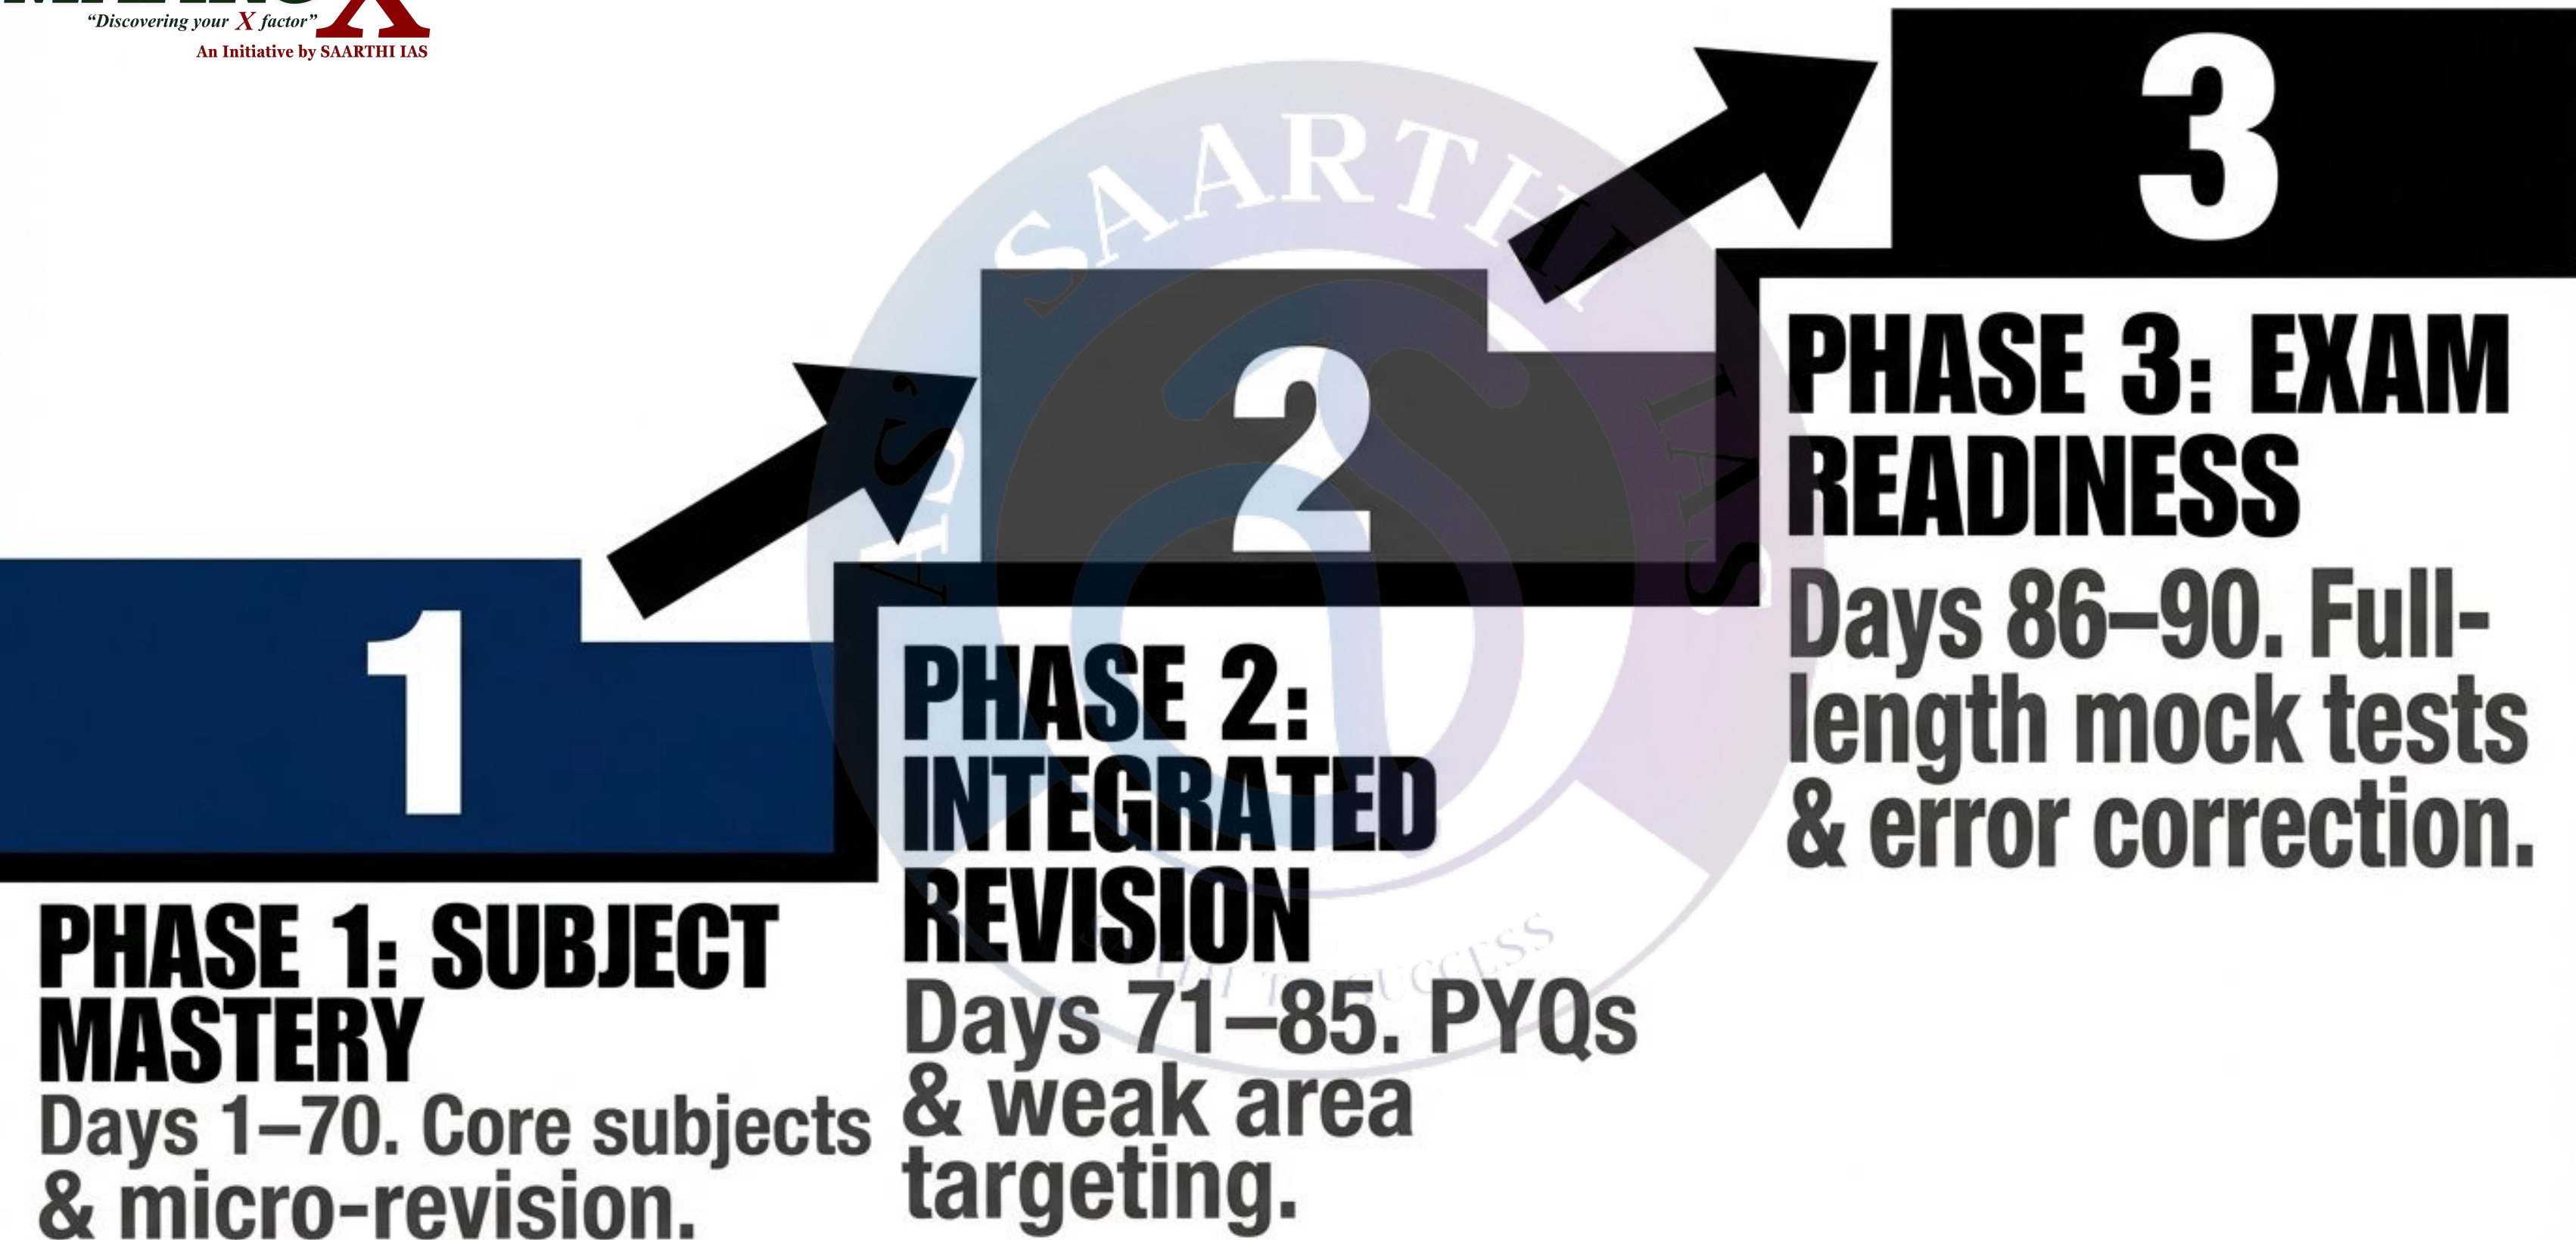 “Discovering your X factor”
An Initiative by SAARTHI IAS
1
PHASE 1: SUBJECT
MASTERY
Days 1–70. Core subjects
& micro-revision.
2
PHASE 2:
INTEGRATED
REVISION
Days 71–85. PYQs
& weak area
targeting.
3
PHASE 3: EXAM
READINESS
Days 86–90. Full-
length mock tests
& error correction.
SAARTHI IAS
SUCCESS